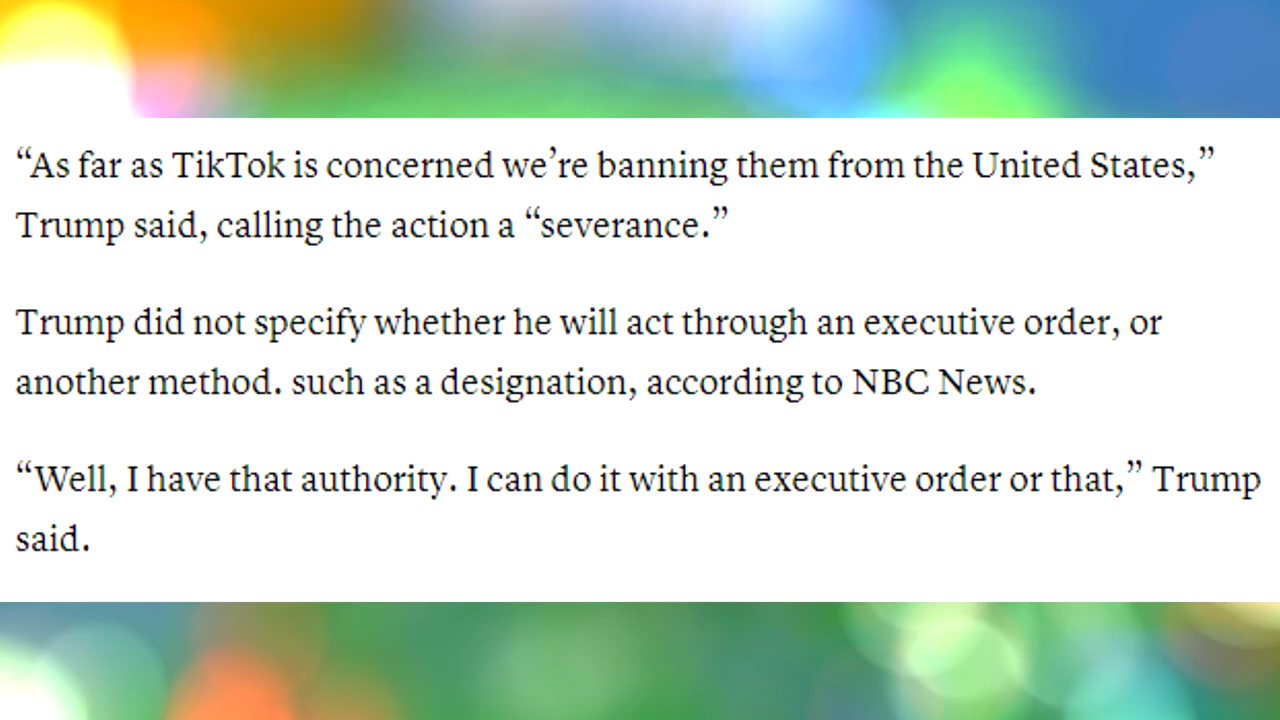 “As far as TikTok is concerned we’re banning them from the United States,”
Trump said, calling the action a “severance.”
Trump did not specify whether he will act through an executive order, or
another method. such as a designation, according to NBC News.
“Well, I have that authority. I can do it with an executive order or that,” Trump
said.